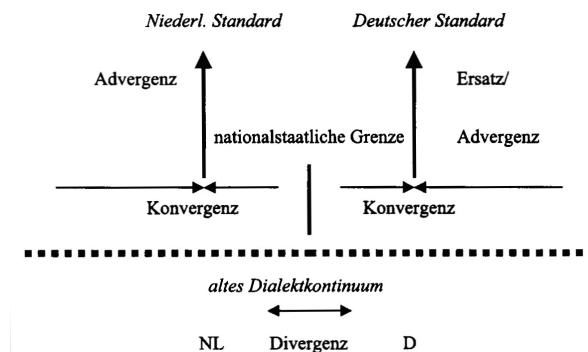 Niederl. Standard Deutscher Standard
Advergenz Ersatz/
nationalstaatliche Grenze Advergenz
Konvergenz Konvergenz
altes Dialektkontinuum
NL Divergenz D